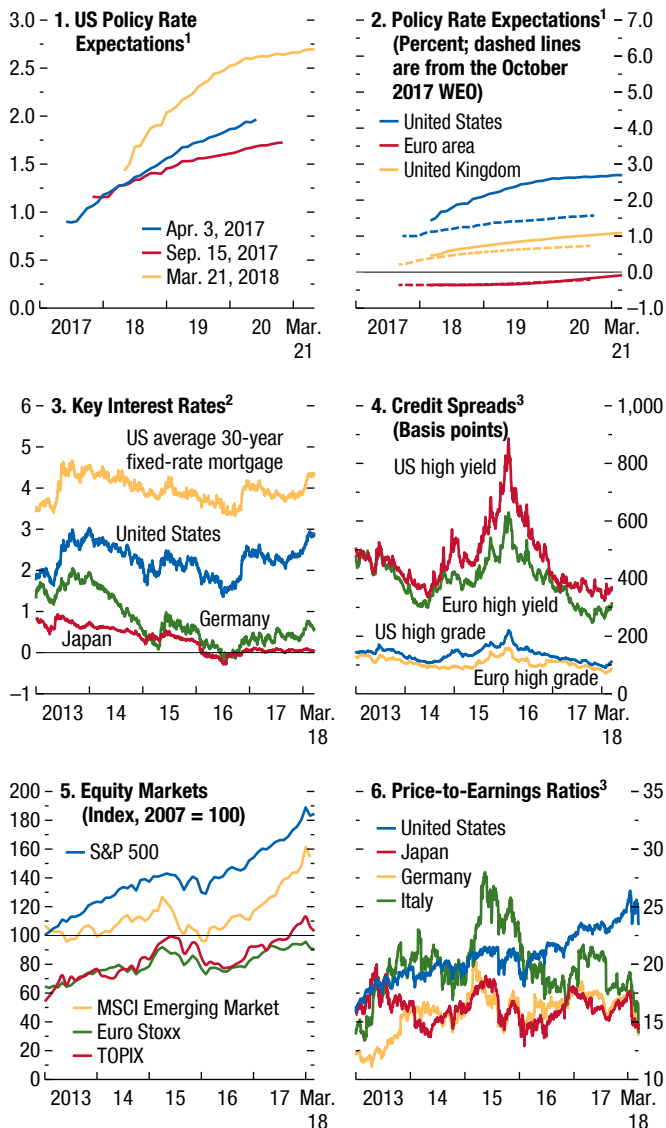 1. US Policy Rate
Expectations¹
3.0
2.5
2.0
1.5
1.0
0.5
0.0
Apr. 3, 2017
Sep. 15, 2017
Mar. 21, 2018
2017 18 19 20 Mar.
21
2. Policy Rate Expectations¹
(Percent; dashed lines
are from the October
2017 WEO)
United States
Euro area
United Kingdom
7.0
6.0
5.0
4.0
3.0
2.0
1.0
0.0
–1.0
2017 18 19 20 Mar.
21
3. Key Interest Rates²
6
5
4
3
2
1
0
–1
US average 30-year
fixed-rate mortgage
United States
Germany
Japan
2013 14 15 16 17 Mar.
18
4. Credit Spreads³
(Basis points)
1,000
800
600
400
200
0
US high yield
Euro high yield
US high grade
Euro high grade
2013 14 15 16 17 Mar.
18
5. Equity Markets
(Index, 2007 = 100)
200
180
160
140
120
100
80
60
40
20
0
S&P 500
MSCI Emerging Market
Euro Stoxx
TOPIX
2013 14 15 16 17 Mar.
18
6. Price-to-Earnings Ratios³
United States
Japan
Germany
Italy
35
30
25
20
15
10
2013 14 15 16 17 Mar.
18